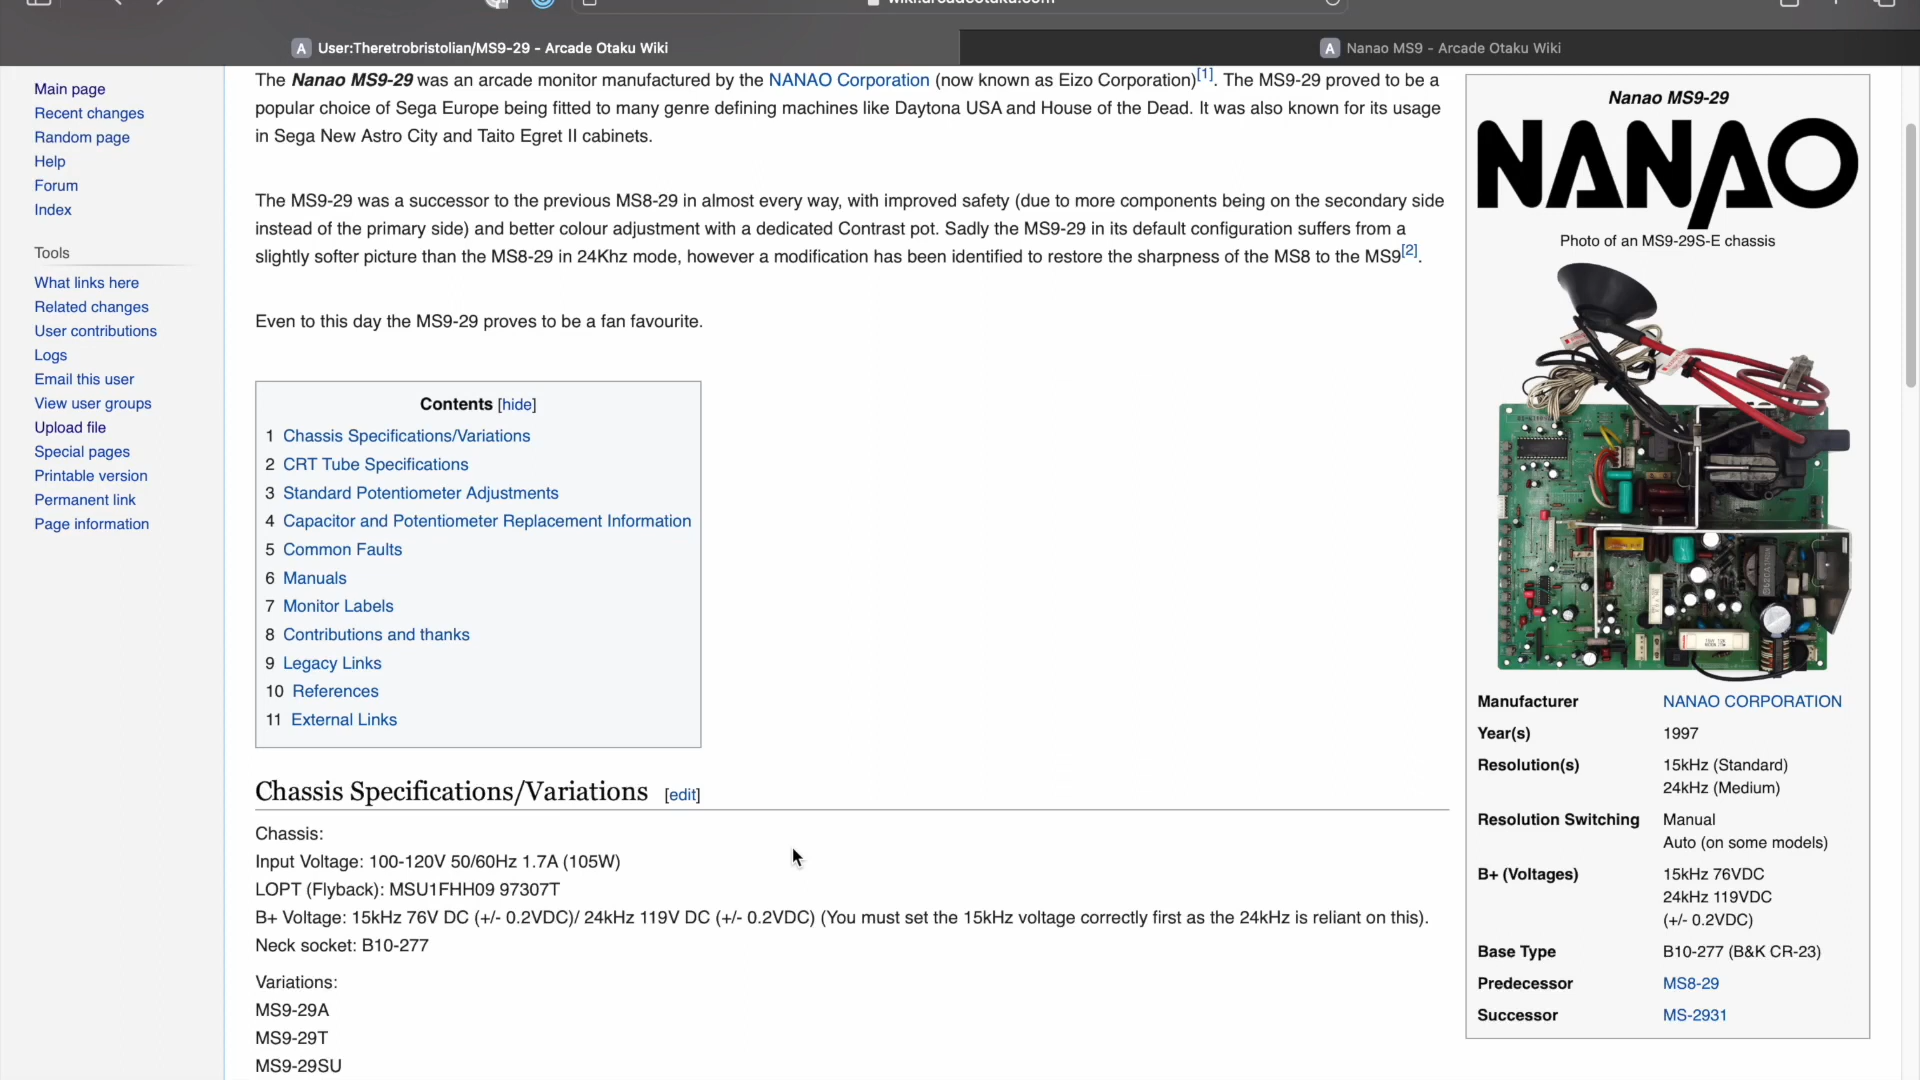 wiki.arcadeotaku.com
A User:Theretrobristolian/MS9-29 - Arcade Otaku Wiki
A Nanao MS9 - Arcade Otaku Wiki
Main page
Recent changes
Random page
Help
Forum
Index
Tools
What links here
Related changes
User contributions
Logs
Email this user
View user groups
Upload file
Special pages
Printable version
Permanent link
Page information
The Nanao MS9-29 was an arcade monitor manufactured by the NANAO Corporation (now known as Eizo Corporation)[1]. The MS9-29 proved to be a
popular choice of Sega Europe being fitted to many genre defining machines like Daytona USA and House of the Dead. It was also known for its usage
in Sega New Astro City and Taito Egret II cabinets.
The MS9-29 was a successor to the previous MS8-29 in almost every way, with improved safety (due to more components being on the secondary side
instead of the primary side) and better colour adjustment with a dedicated Contrast pot. Sadly the MS9-29 in its default configuration suffers from a
slightly softer picture than the MS8-29 in 24Khz mode, however a modification has been identified to restore the sharpness of the MS8 to the MS9[2].
Even to this day the MS9-29 proves to be a fan favourite.
Contents [hide]
1 Chassis Specifications/Variations
2 CRT Tube Specifications
3 Standard Potentiometer Adjustments
4 Capacitor and Potentiometer Replacement Information
5 Common Faults
6 Manuals
7 Monitor Labels
8 Contributions and thanks
9 Legacy Links
10 References
11 External Links
Chassis Specifications/Variations [edit]
Chassis:
Input Voltage: 100-120V 50/60Hz 1.7A (105W)
LOPT (Flyback): MSU1FHH09 97307T
B+ Voltage: 15kHz 76V DC (+/- 0.2VDC)/ 24kHz 119V DC (+/- 0.2VDC) (You must set the 15kHz voltage correctly first as the 24kHz is reliant on this).
Neck socket: B10-277
Variations:
MS9-29A
MS9-29T
MS9-29SU
Nanao MS9-29
NANAO
Photo of an MS9-29S-E chassis
Manufacturer NANAO CORPORATION
Year(s) 1997
Resolution(s) 15kHz (Standard)
24kHz (Medium)
Resolution Switching Manual
Auto (on some models)
B+ (Voltages) 15kHz 76VDC
24kHz 119VDC
(+/- 0.2VDC)
Base Type B10-277 (B&K CR-23)
Predecessor MS8-29
Successor MS-2931